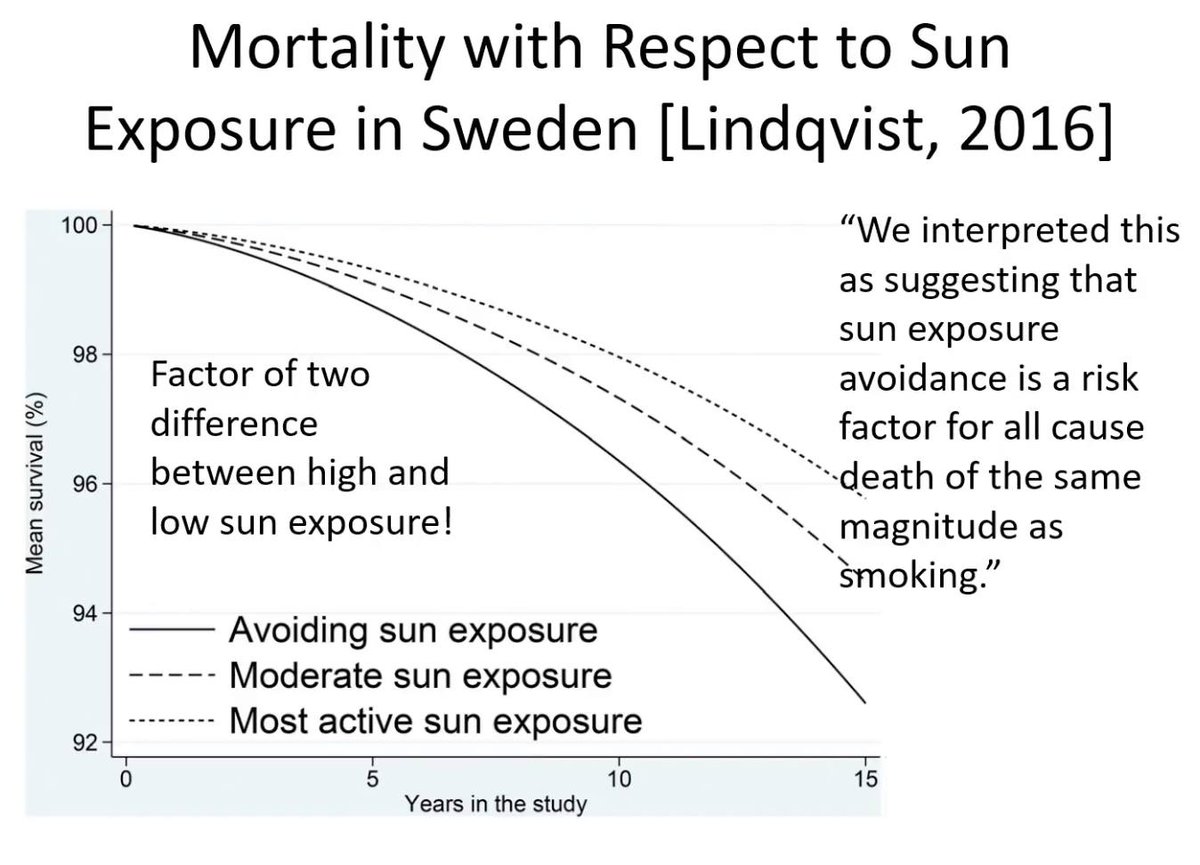 Mortality with Respect to Sun
Exposure in Sweden [Lindqvist, 2016]
100
98
96
94
92
Mean survival (%)
Factor of two
difference
between high and
low sun exposure!
Avoiding sun exposure
Moderate sun exposure
Most active sun exposure
0
5
10
15
Years in the study
“We interpreted this
as suggesting that
sun exposure
avoidance is a risk
factor for all cause
death of the same
magnitude as
smoking.”